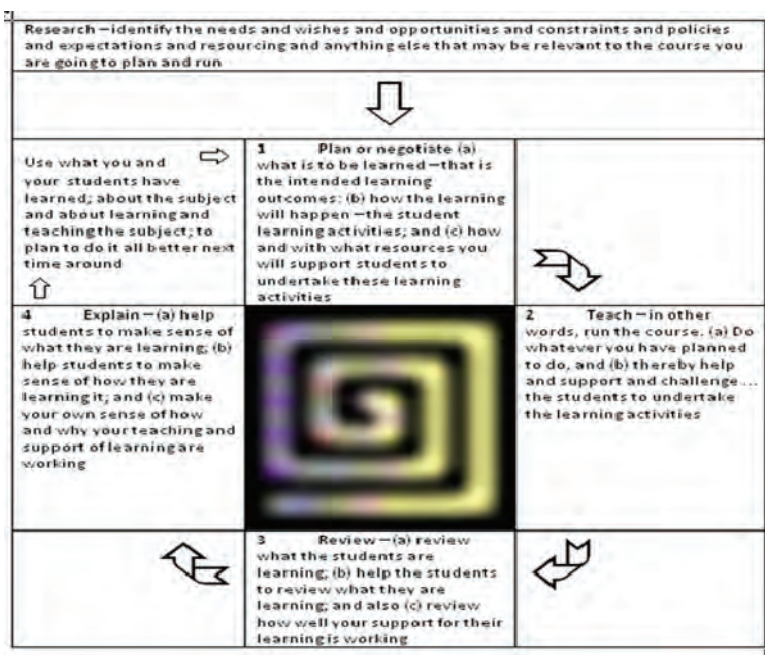 Research – identify the needs and wishes and opportunities and constraints and policies
and expectations and resourcing and anything else that may be relevant to the course you
are going to plan and run
Use what you and
your students have
learned; about the subject
and about learning and
teaching the subject; to
plan to do it all better next
time around
1 Plan or negotiate (a)
what is to be learned – that is
the intended learning
outcomes: (b) how the learning
will happen – the student
learning activities; and (c) how
and with what resources you
will support students to
undertake these learning
activities
4 Explain – (a) help
students to make sense of
what they are learning; (b)
help students to make
sense of how they are
learning it; and (c) make
your own sense of how
and why your teaching and
support of learning are
working
2 Teach – in other
words, run the course. (a) Do
whatever you have planned
to do, and (b) thereby help
and support and challenge ...
the students to undertake
the learning activities
3 Review – (a) review
what the students are
learning; (b) help the students
to review what they are
learning; and also (c) review
how well your support for their
learning is working